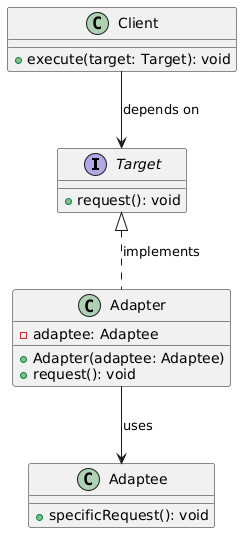 C Client
execute(target: Target): void
depends on
I Target
request(): void
implements
C Adapter
adaptee: Adaptee
Adapter(adaptee: Adaptee)
request(): void
uses
C Adaptee
specificRequest(): void